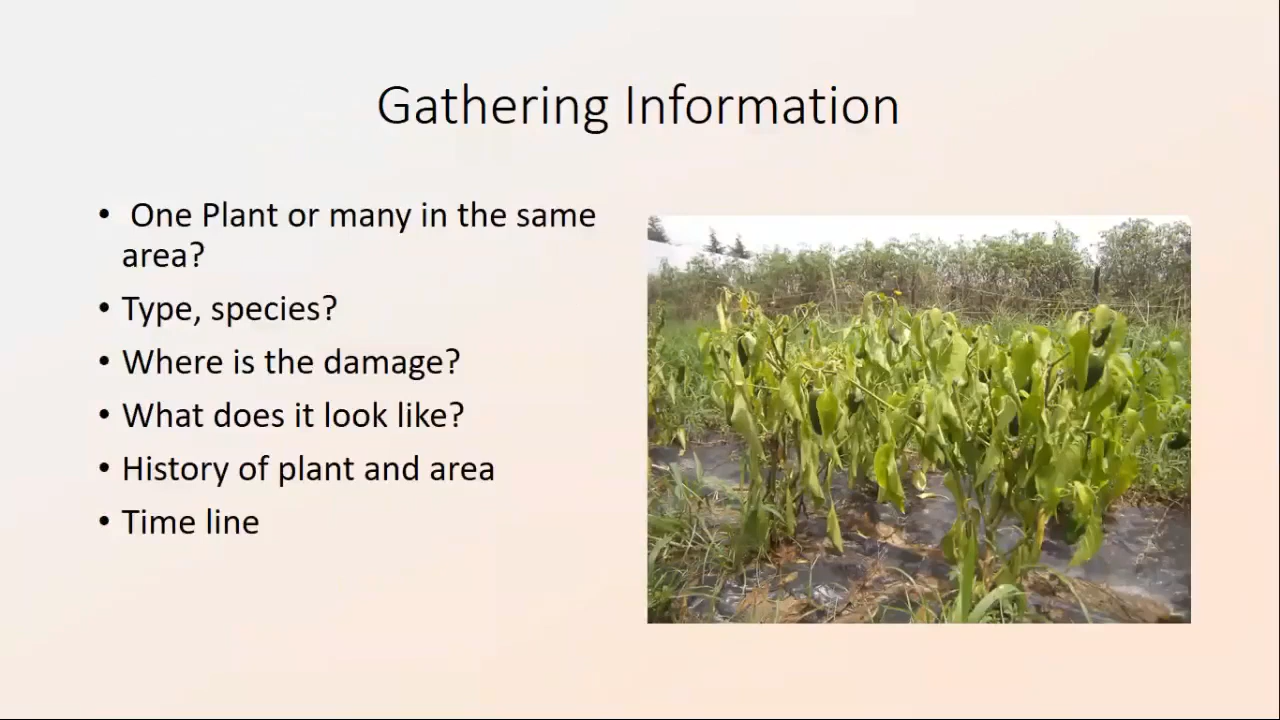 Gathering Information
• One Plant or many in the same
area?
• Type, species?
• Where is the damage?
• What does it look like?
• History of plant and area
• Time line